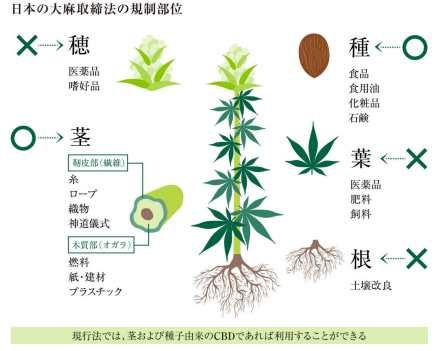 日本の大麻取締法の規制部位
穂
医薬品
嗜好品
茎
靭皮部(繊維)
糸
ロープ
織物
神道儀式
木質部(オガラ)
燃料
紙・建材
プラスチック
種
食品
食用油
化粧品
石鹸
葉
医薬品
肥料
飼料
根
土壌改良
現行法では、茎および種子由来のCBDであれば利用することができる